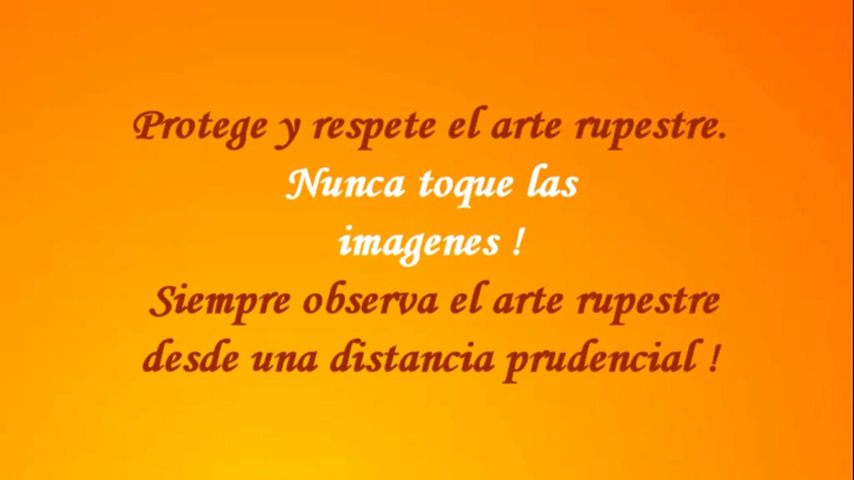 Protege y respete el arte rupestre.
Nunca toque las
imagenes !
Siempre observa el arte rupestre
desde una distancia prudencial !